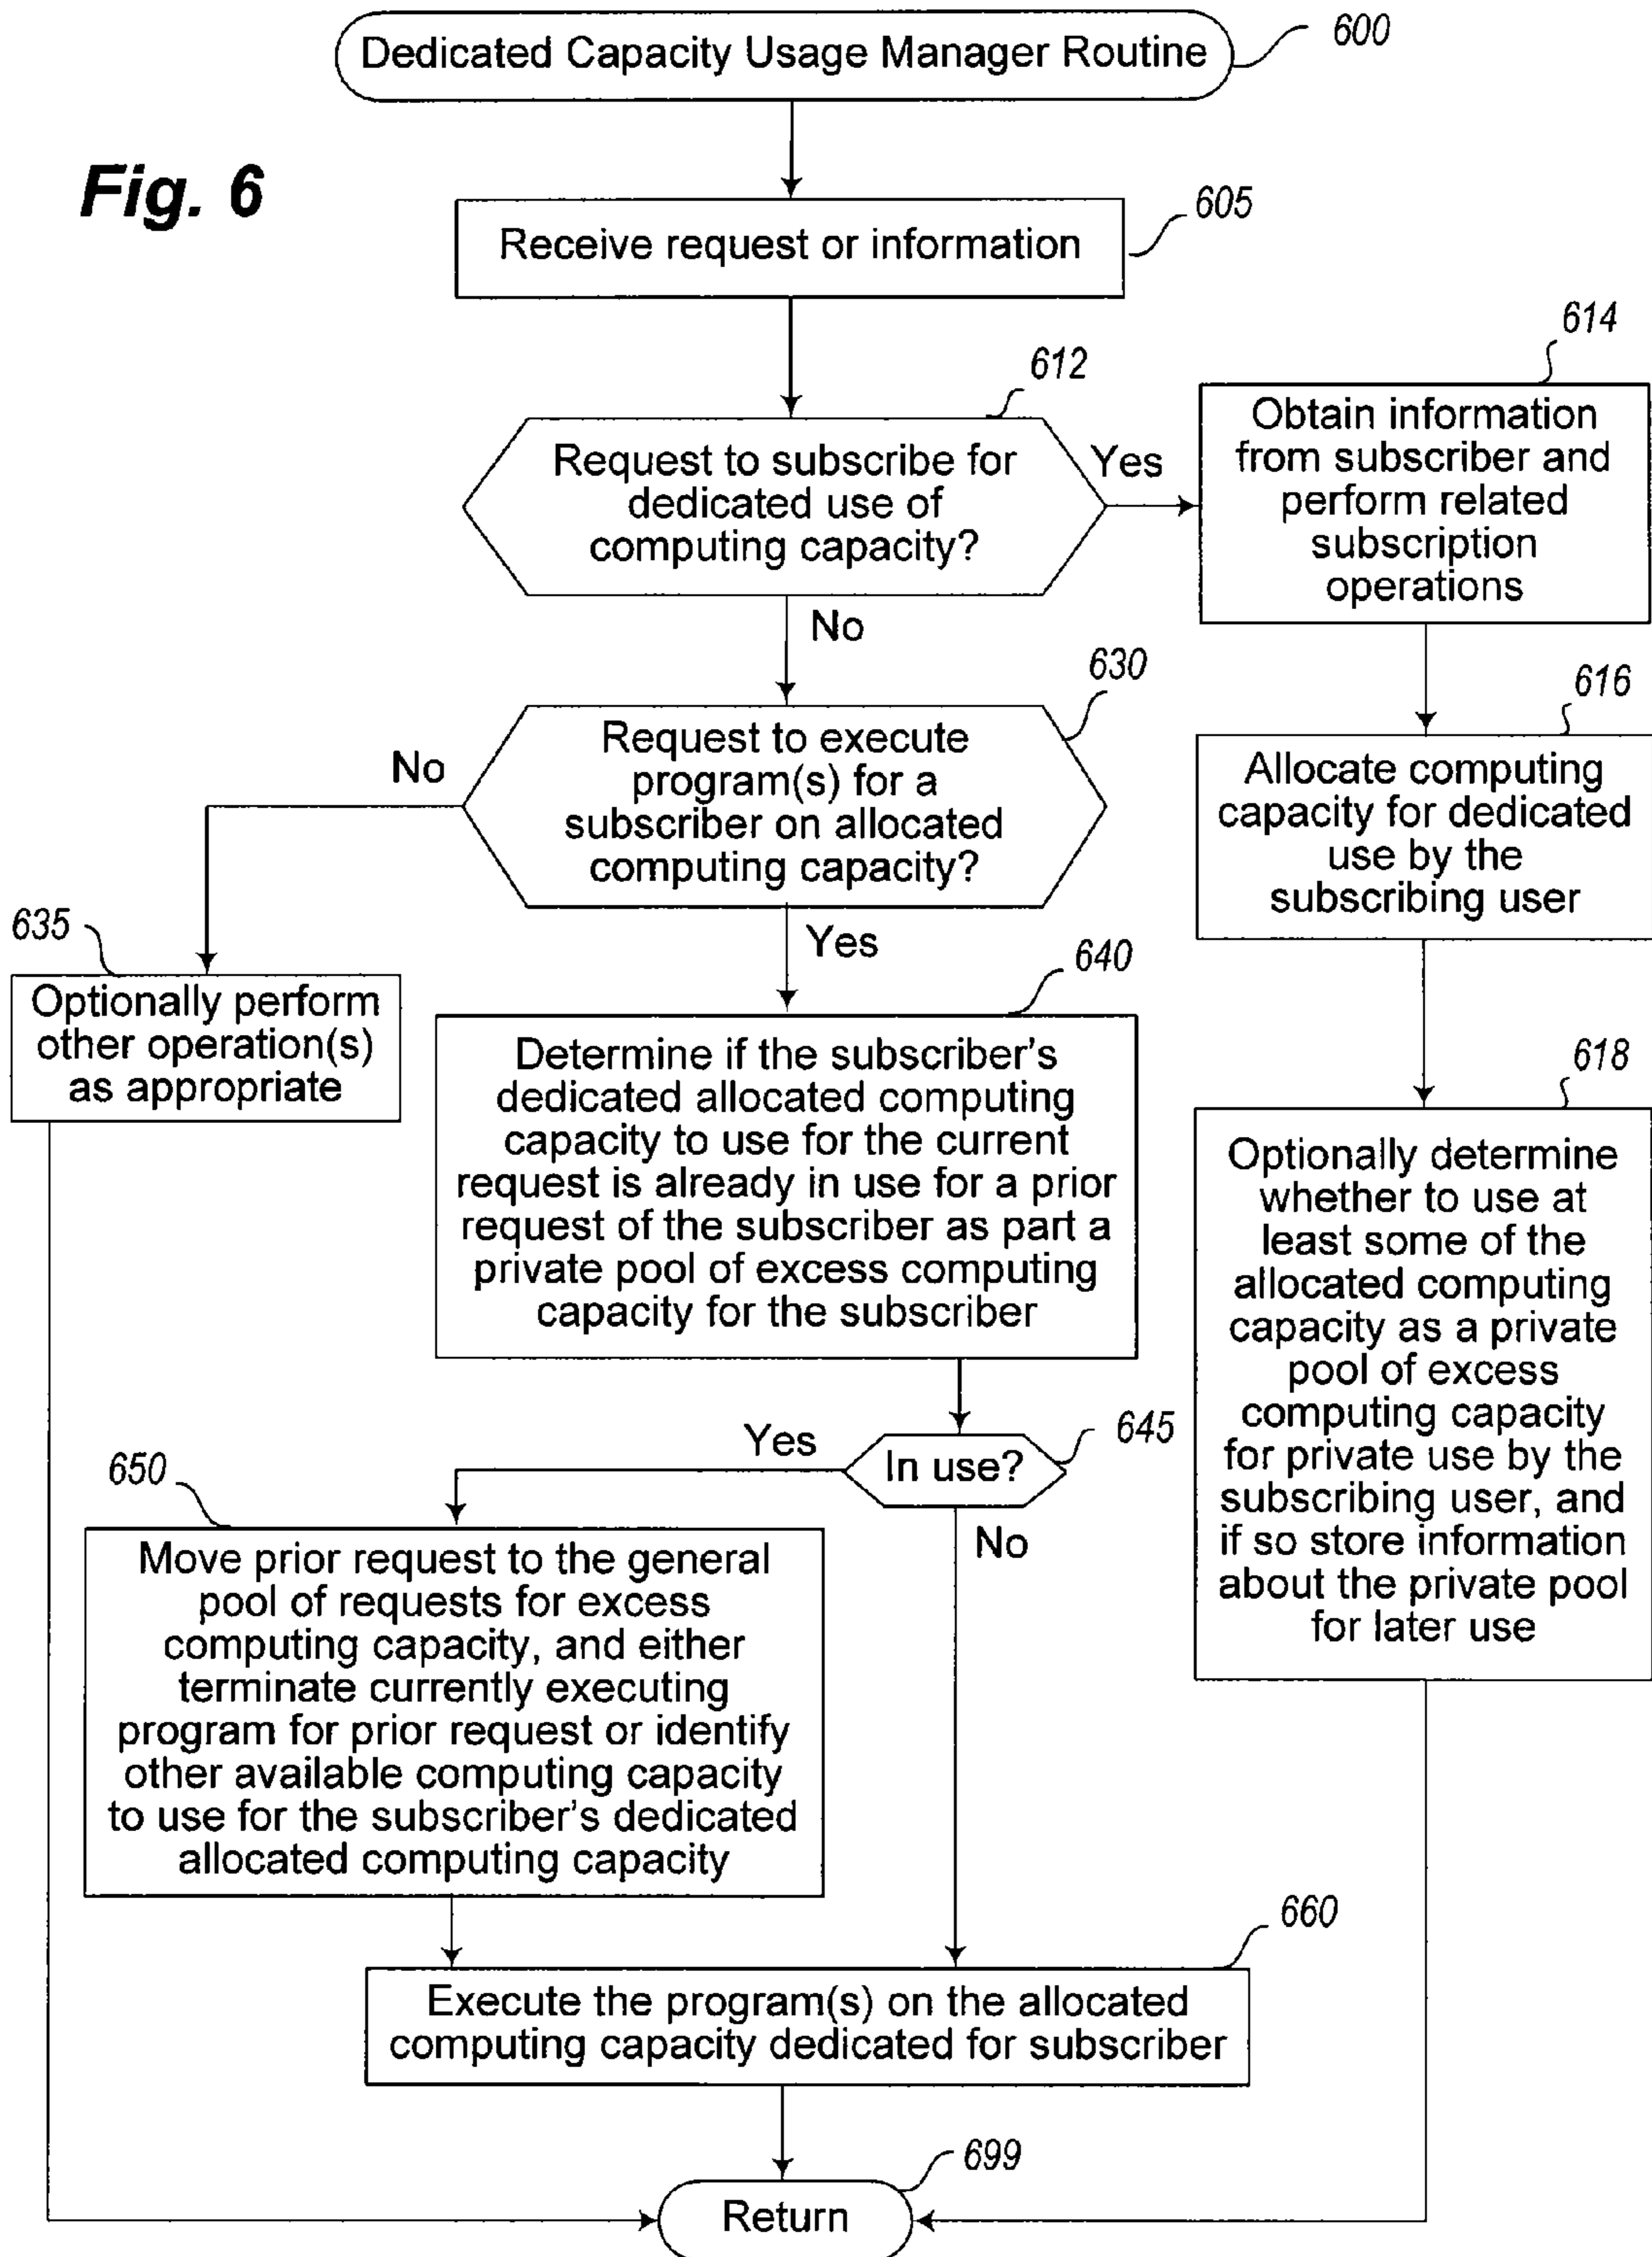 Dedicated Capacity Usage Manager Routine
600
Fig. 6
605
Receive request or information
612
Request to subscribe for
dedicated use of
computing capacity?
Yes
No
614
Obtain information
from subscriber and
perform related
subscription
operations
616
Allocate computing
capacity for dedicated
use by the
subscribing user
618
Optionally determine
whether to use at
least some of the
allocated computing
capacity as a private
pool of excess
computing capacity
for private use by the
subscribing user, and
if so store information
about the private pool
for later use
630
Request to execute
program(s) for a
subscriber on allocated
computing capacity?
No
Yes
635
Optionally perform
other operation(s)
as appropriate
640
Determine if the subscriber's
dedicated allocated computing
capacity to use for the current
request is already in use for a prior
request of the subscriber as part a
private pool of excess computing
capacity for the subscriber
645
In use?
Yes
No
650
Move prior request to the general
pool of requests for excess
computing capacity, and either
terminate currently executing
program for prior request or identify
other available computing capacity
to use for the subscriber's dedicated
allocated computing capacity
660
Execute the program(s) on the allocated
computing capacity dedicated for subscriber
699
Return